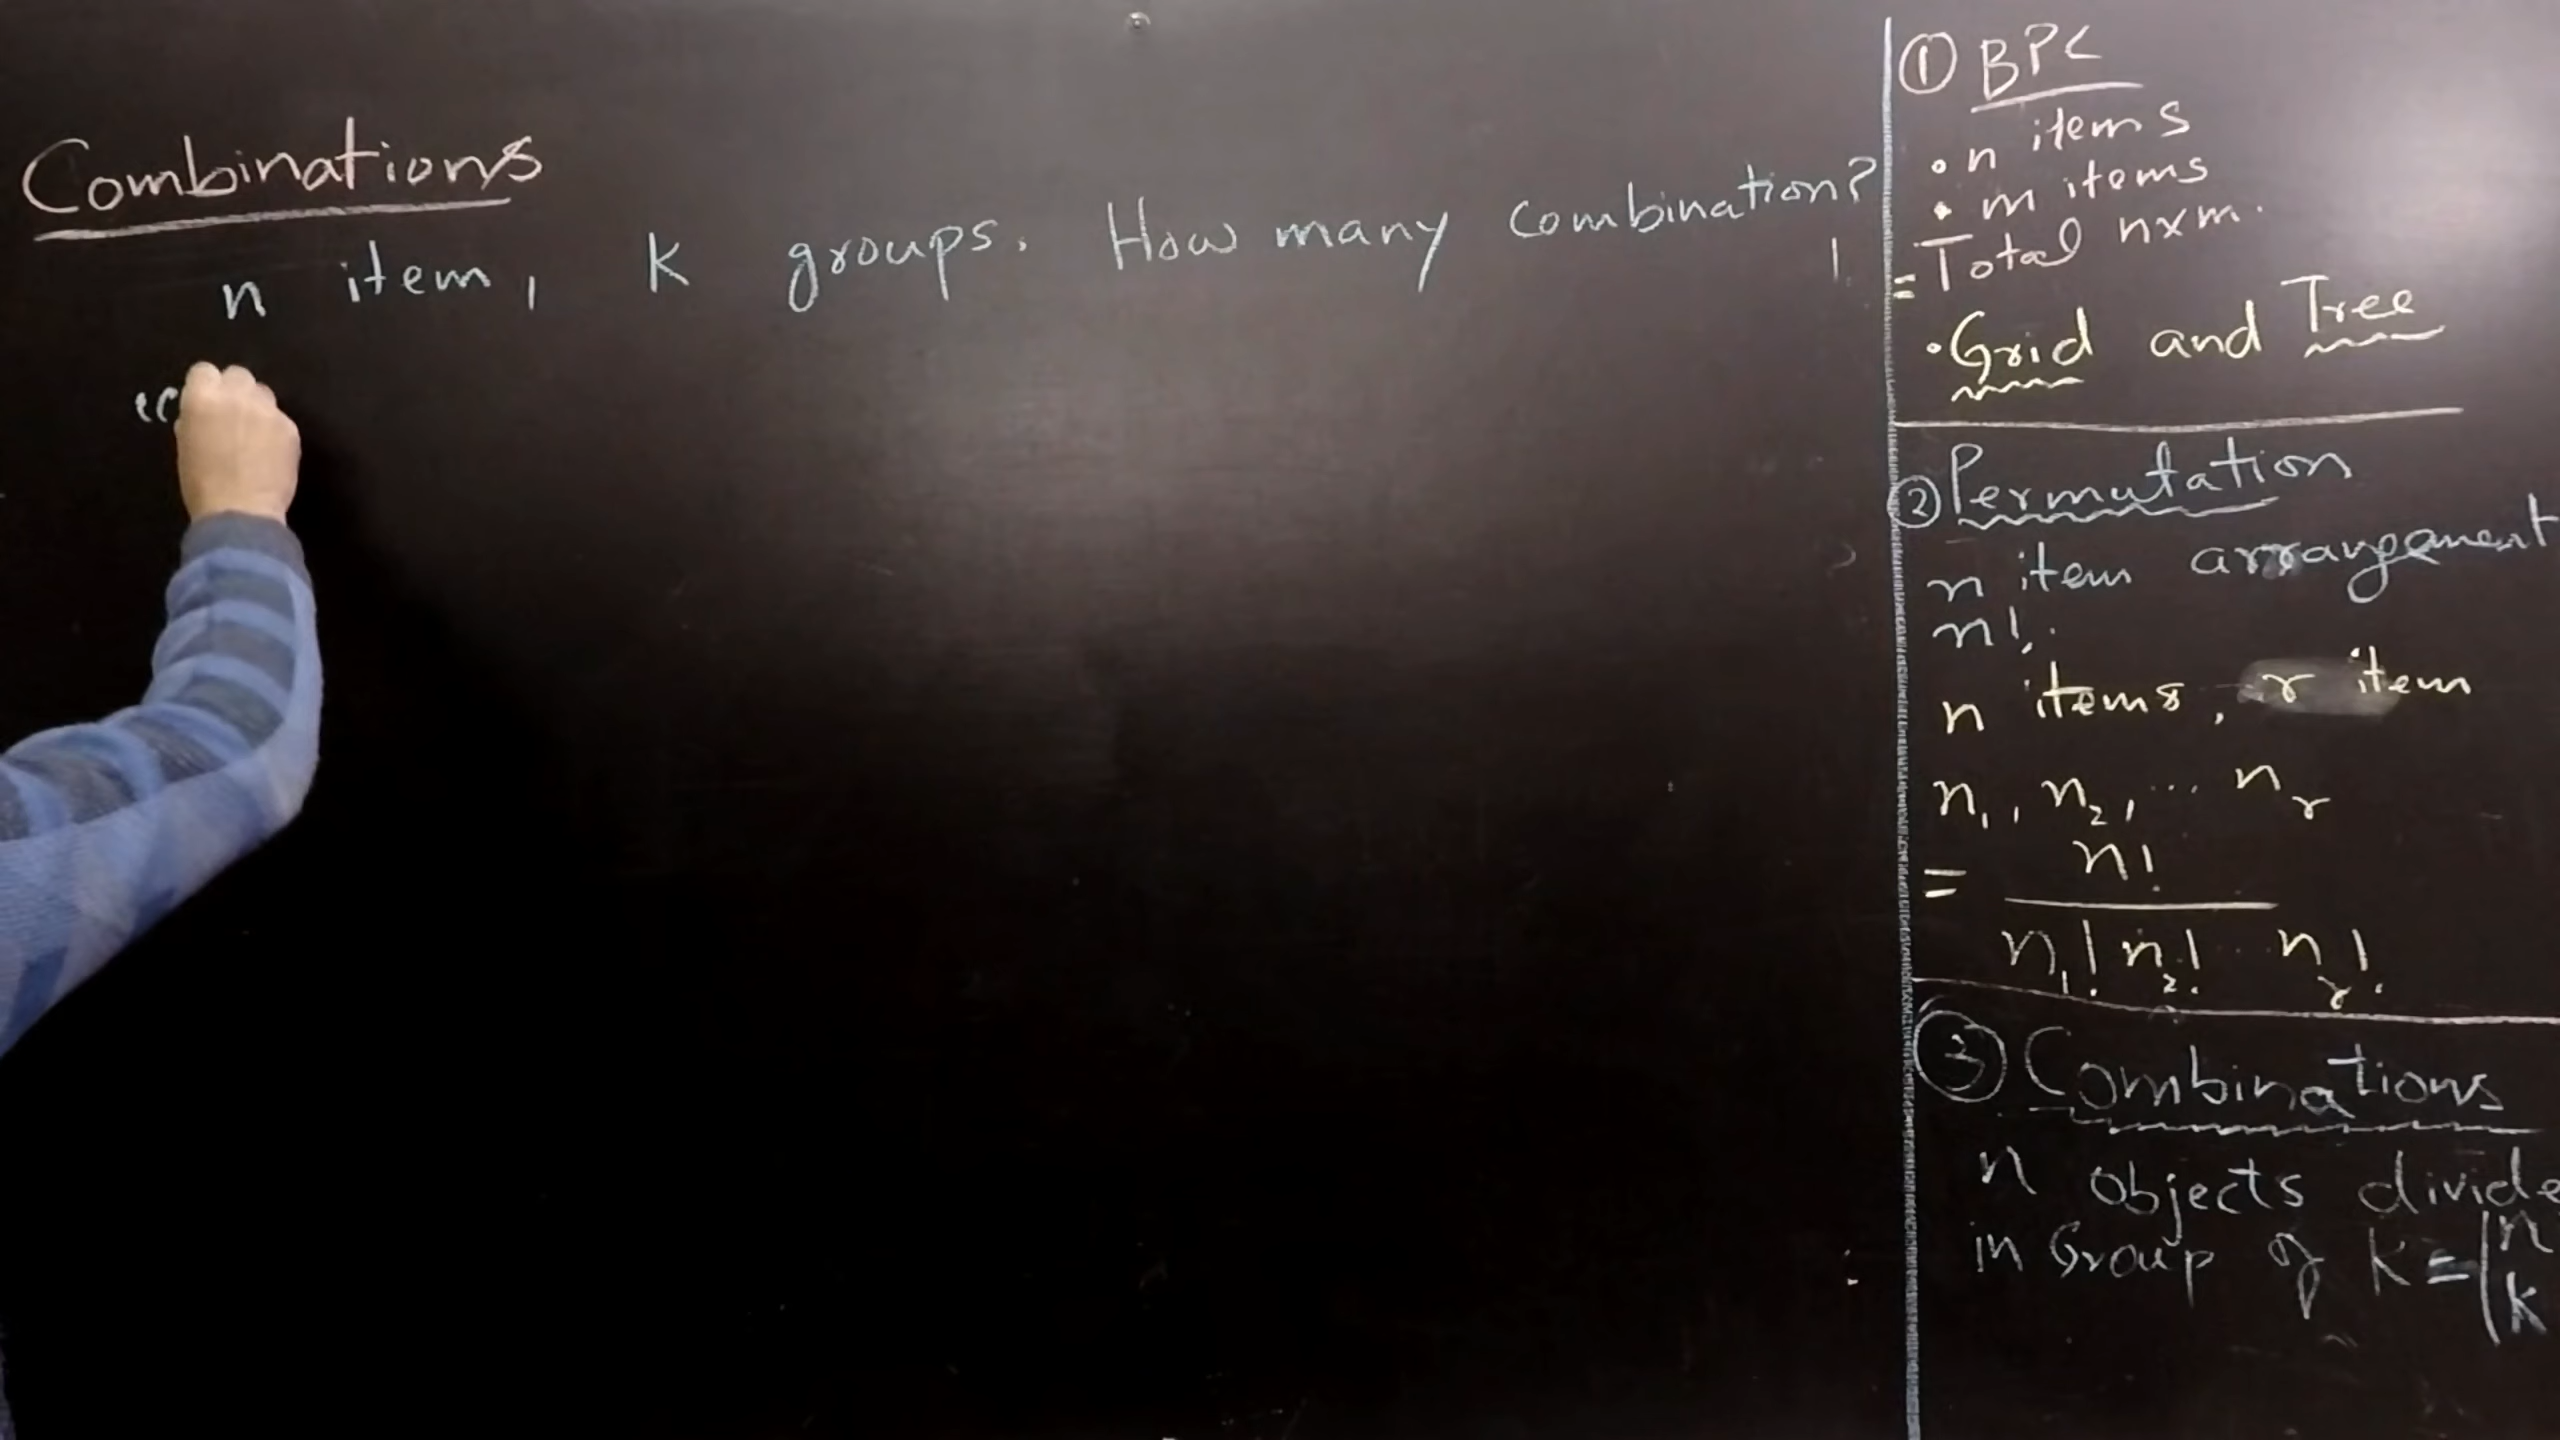 Combinations
n item, k groups. How many combination?
"c
① BPC
• n items
• m items
= Total n×m.
• Grid and Tree
② Permutation
n item arrangement
n!.
n items, r item
n₁, n₂, ... nᵣ
= n!
n₁! n₂! .. nᵣ!
③ Combinations
n objects divide
in Group of k = (n
k